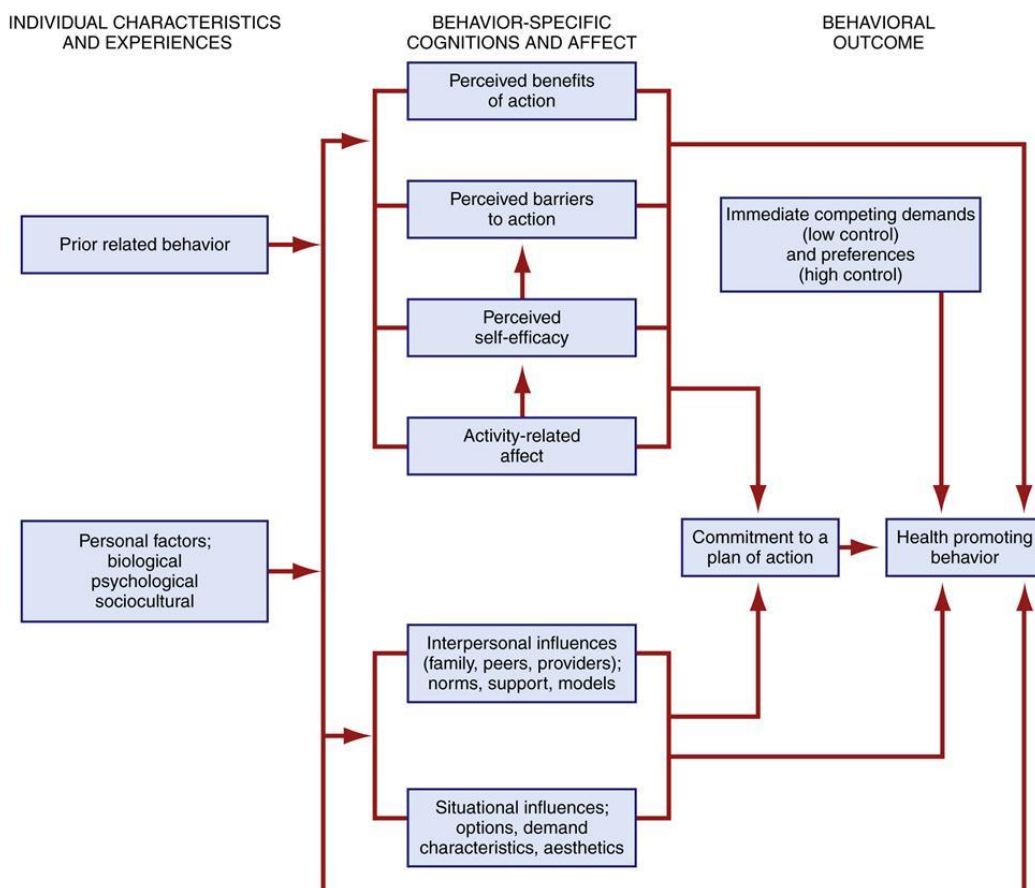 INDIVIDUAL CHARACTERISTICS
AND EXPERIENCES
BEHAVIOR-SPECIFIC
COGNITIONS AND AFFECT
BEHAVIORAL
OUTCOME
Perceived benefits
of action
Perceived barriers
to action
Prior related behavior
Immediate competing demands
(low control)
and preferences
(high control)
Perceived
self-efficacy
Activity-related
affect
Personal factors;
biological
psychological
sociocultural
Commitment to a
plan of action
Health promoting
behavior
Interpersonal influences
(family, peers, providers);
norms, support, models
Situational influences;
options, demand
characteristics, aesthetics